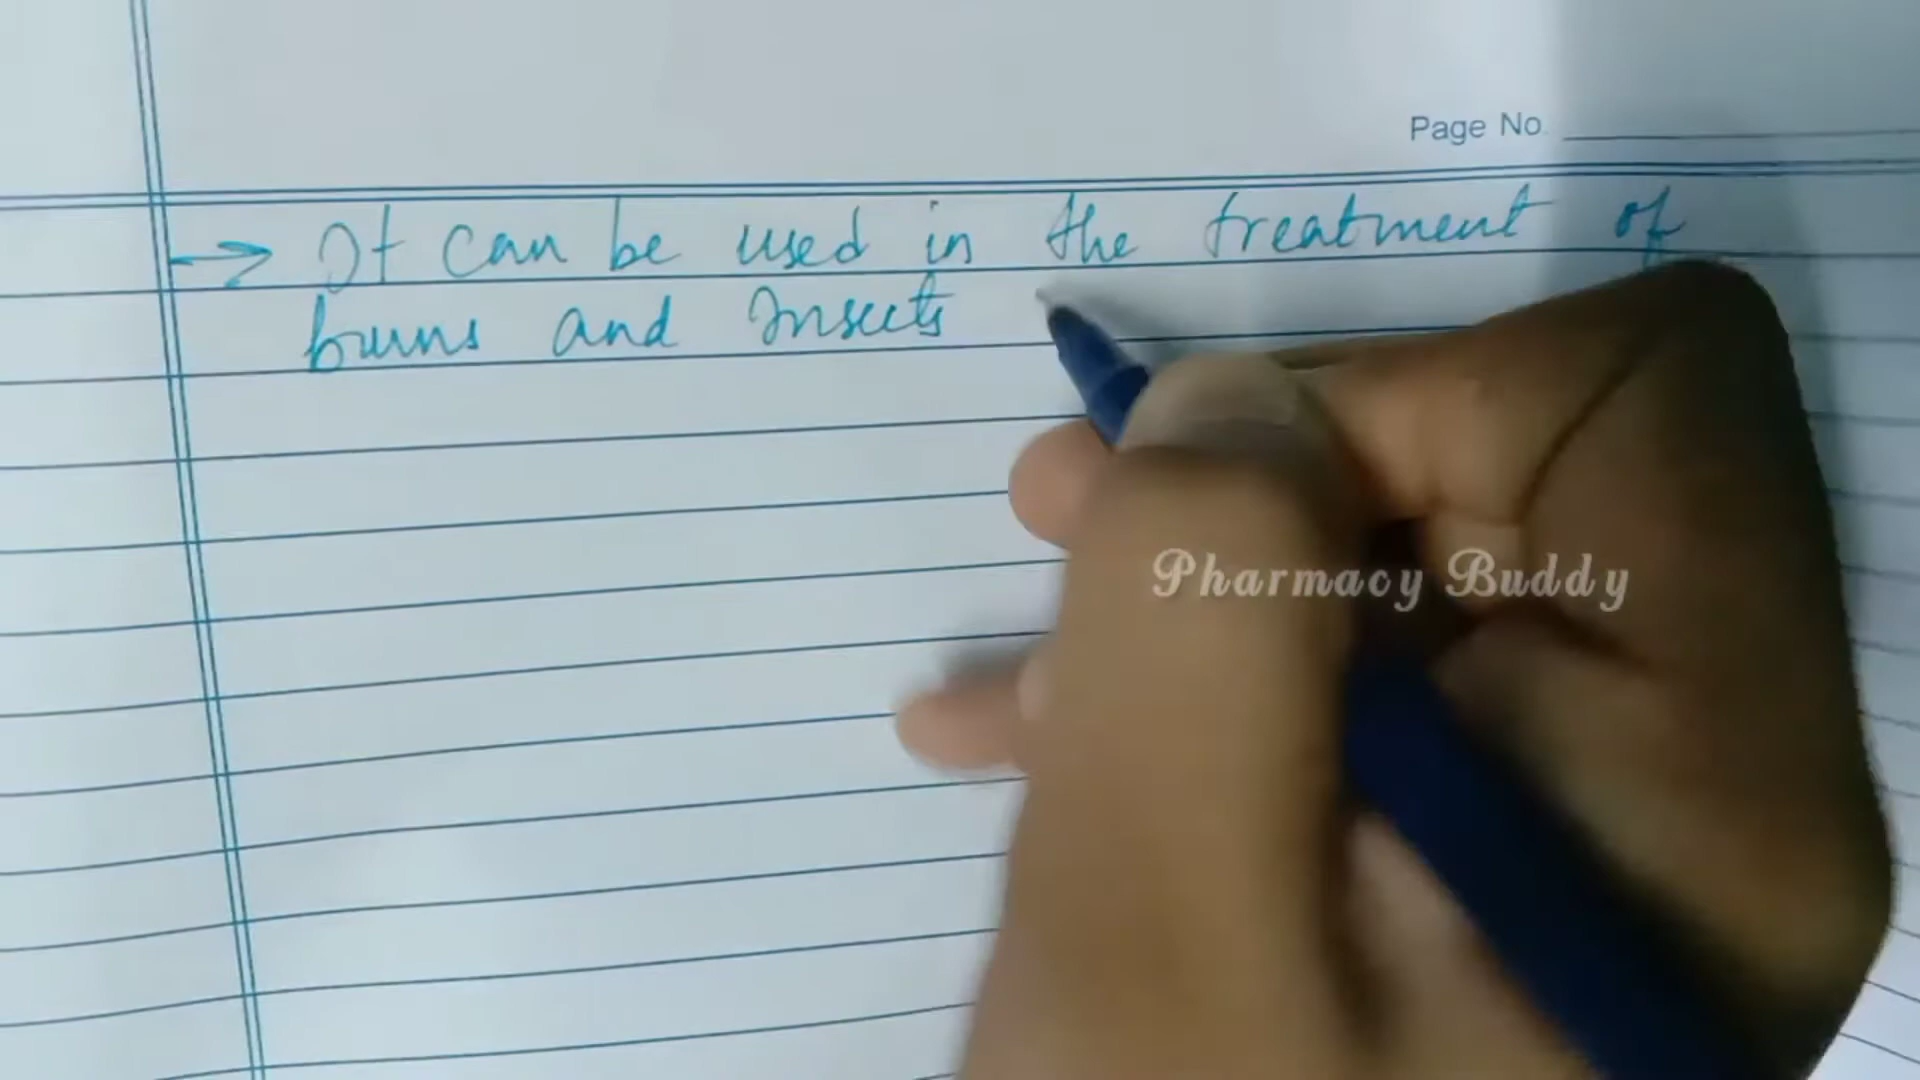 Page No.
→ It can be used in the treatment of
burns and Insects
Pharmacy Buddy